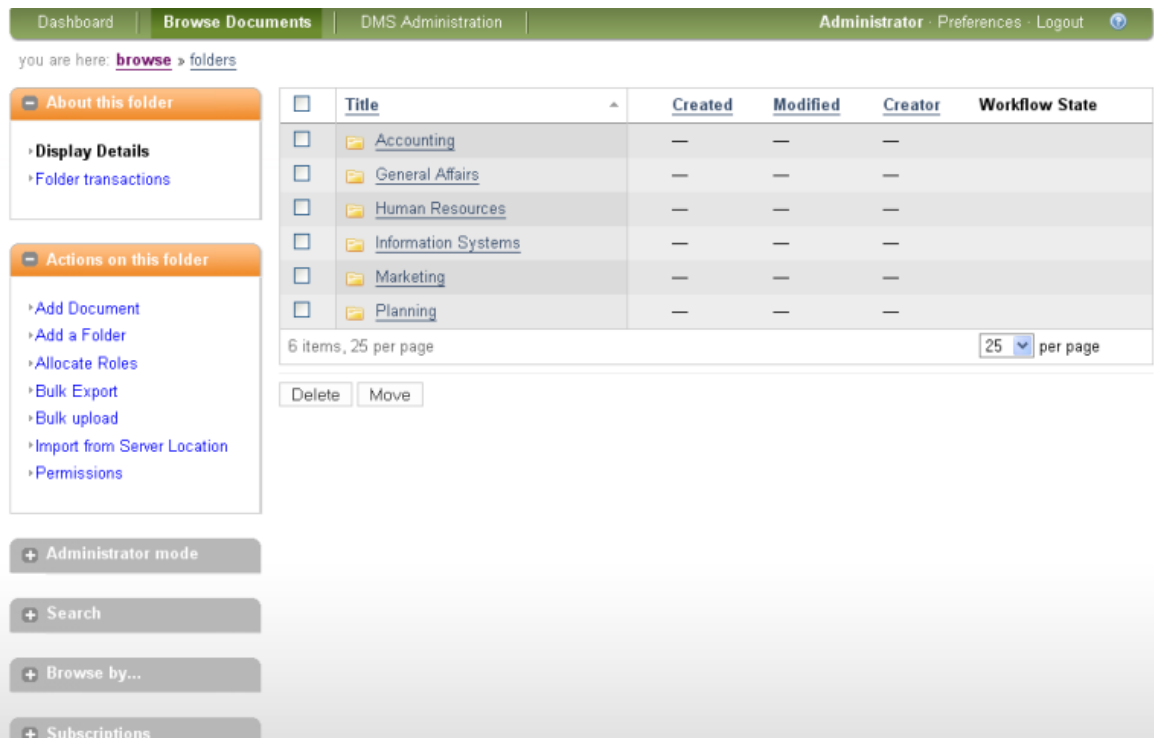 Dashboard Browse Documents DMS Administration Administrator · Preferences · Logout ?
you are here: browse » folders
About this folder
Display Details
Folder transactions
Actions on this folder
Add Document
Add a Folder
Allocate Roles
Bulk Export
Bulk upload
Import from Server Location
Permissions
Administrator mode
Search
Browse by...
Subscriptions
Title Created Modified Creator Workflow State
Accounting — — —
General Affairs — — —
Human Resources — — —
Information Systems — — —
Marketing — — —
Planning — — —
6 items, 25 per page 25 per page
Delete Move